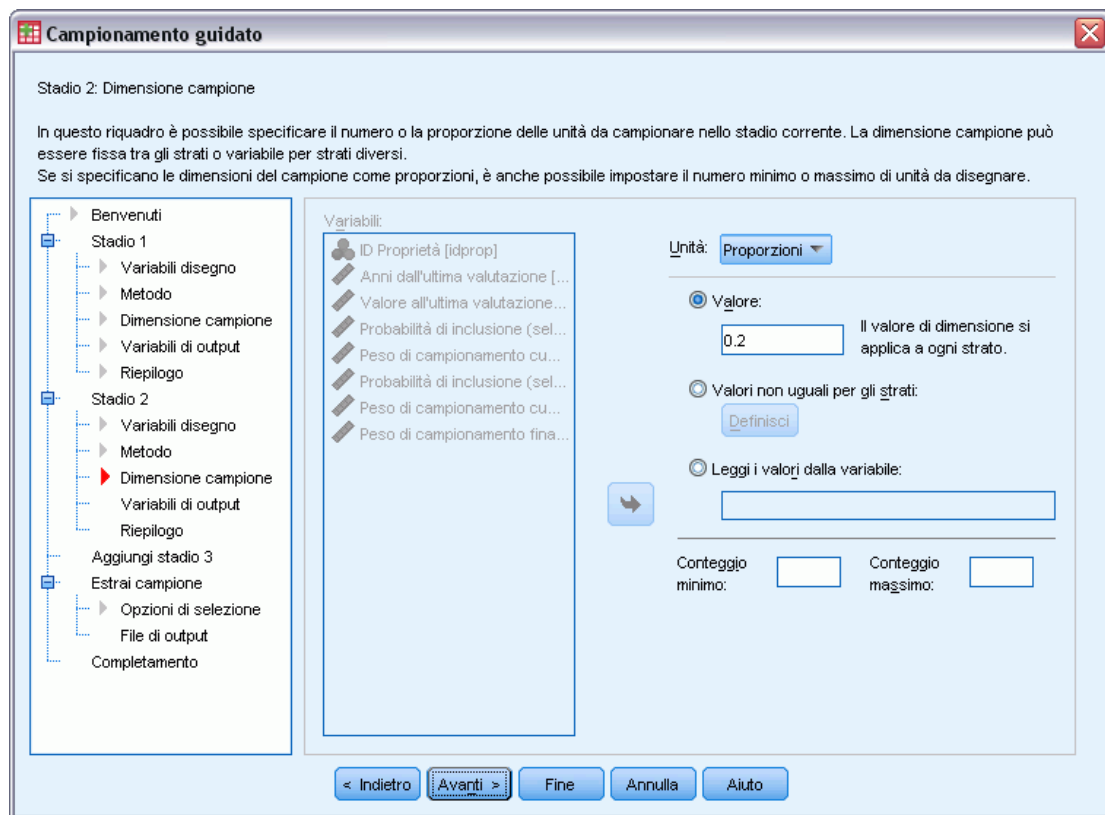 Campionamento guidato
Stadio 2: Dimensione campione
In questo riquadro è possibile specificare il numero o la proporzione delle unità da campionare nello stadio corrente. La dimensione campione può
essere fissa tra gli strati o variabile per strati diversi.
Se si specificano le dimensioni del campione come proporzioni, è anche possibile impostare il numero minimo o massimo di unità da disegnare.
Benvenuti
Stadio 1
Variabili disegno
Metodo
Dimensione campione
Variabili di output
Riepilogo
Stadio 2
Variabili disegno
Metodo
Dimensione campione
Variabili di output
Riepilogo
Aggiungi stadio 3
Estrai campione
Opzioni di selezione
File di output
Completamento
Variabili:
ID Proprietà [idprop]
Anni dall'ultima valutazione [...
Valore all'ultima valutazione...
Probabilità di inclusione (sel...
Peso di campionamento cu...
Probabilità di inclusione (sel...
Peso di campionamento cu...
Peso di campionamento fina...
Unità: Proporzioni
Valore:
0.2
Il valore di dimensione si
applica a ogni strato.
Valori non uguali per gli strati:
Definisci
Leggi i valori dalla variabile:
Conteggio
minimo:
Conteggio
massimo:
< Indietro Avanti > Fine Annulla Aiuto